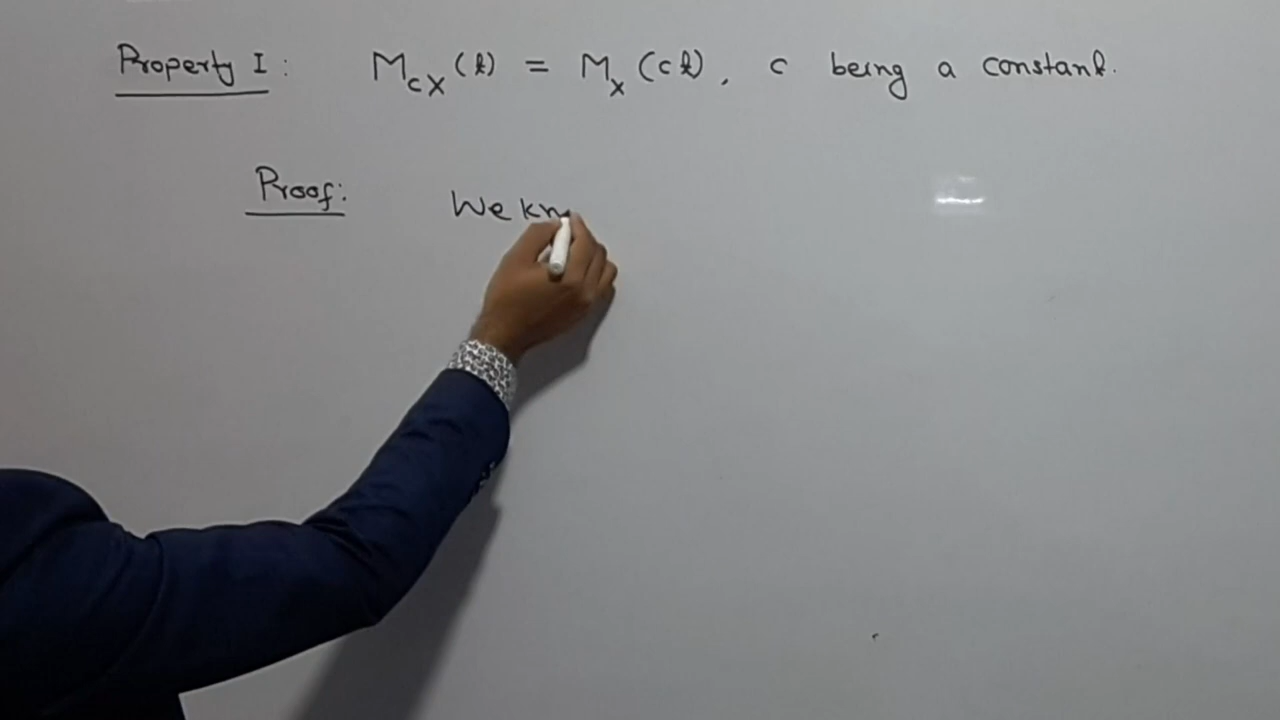 Property I: M_cX (t) = M_X (ct), c being a constant.
Proof: We kn